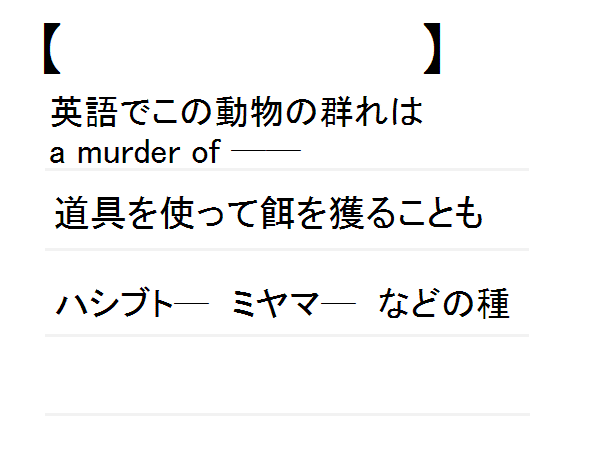 【 】
英語でこの動物の群れは
a murder of ――
道具を使って餌を獲ることも
ハシブト― ミヤマ― などの種